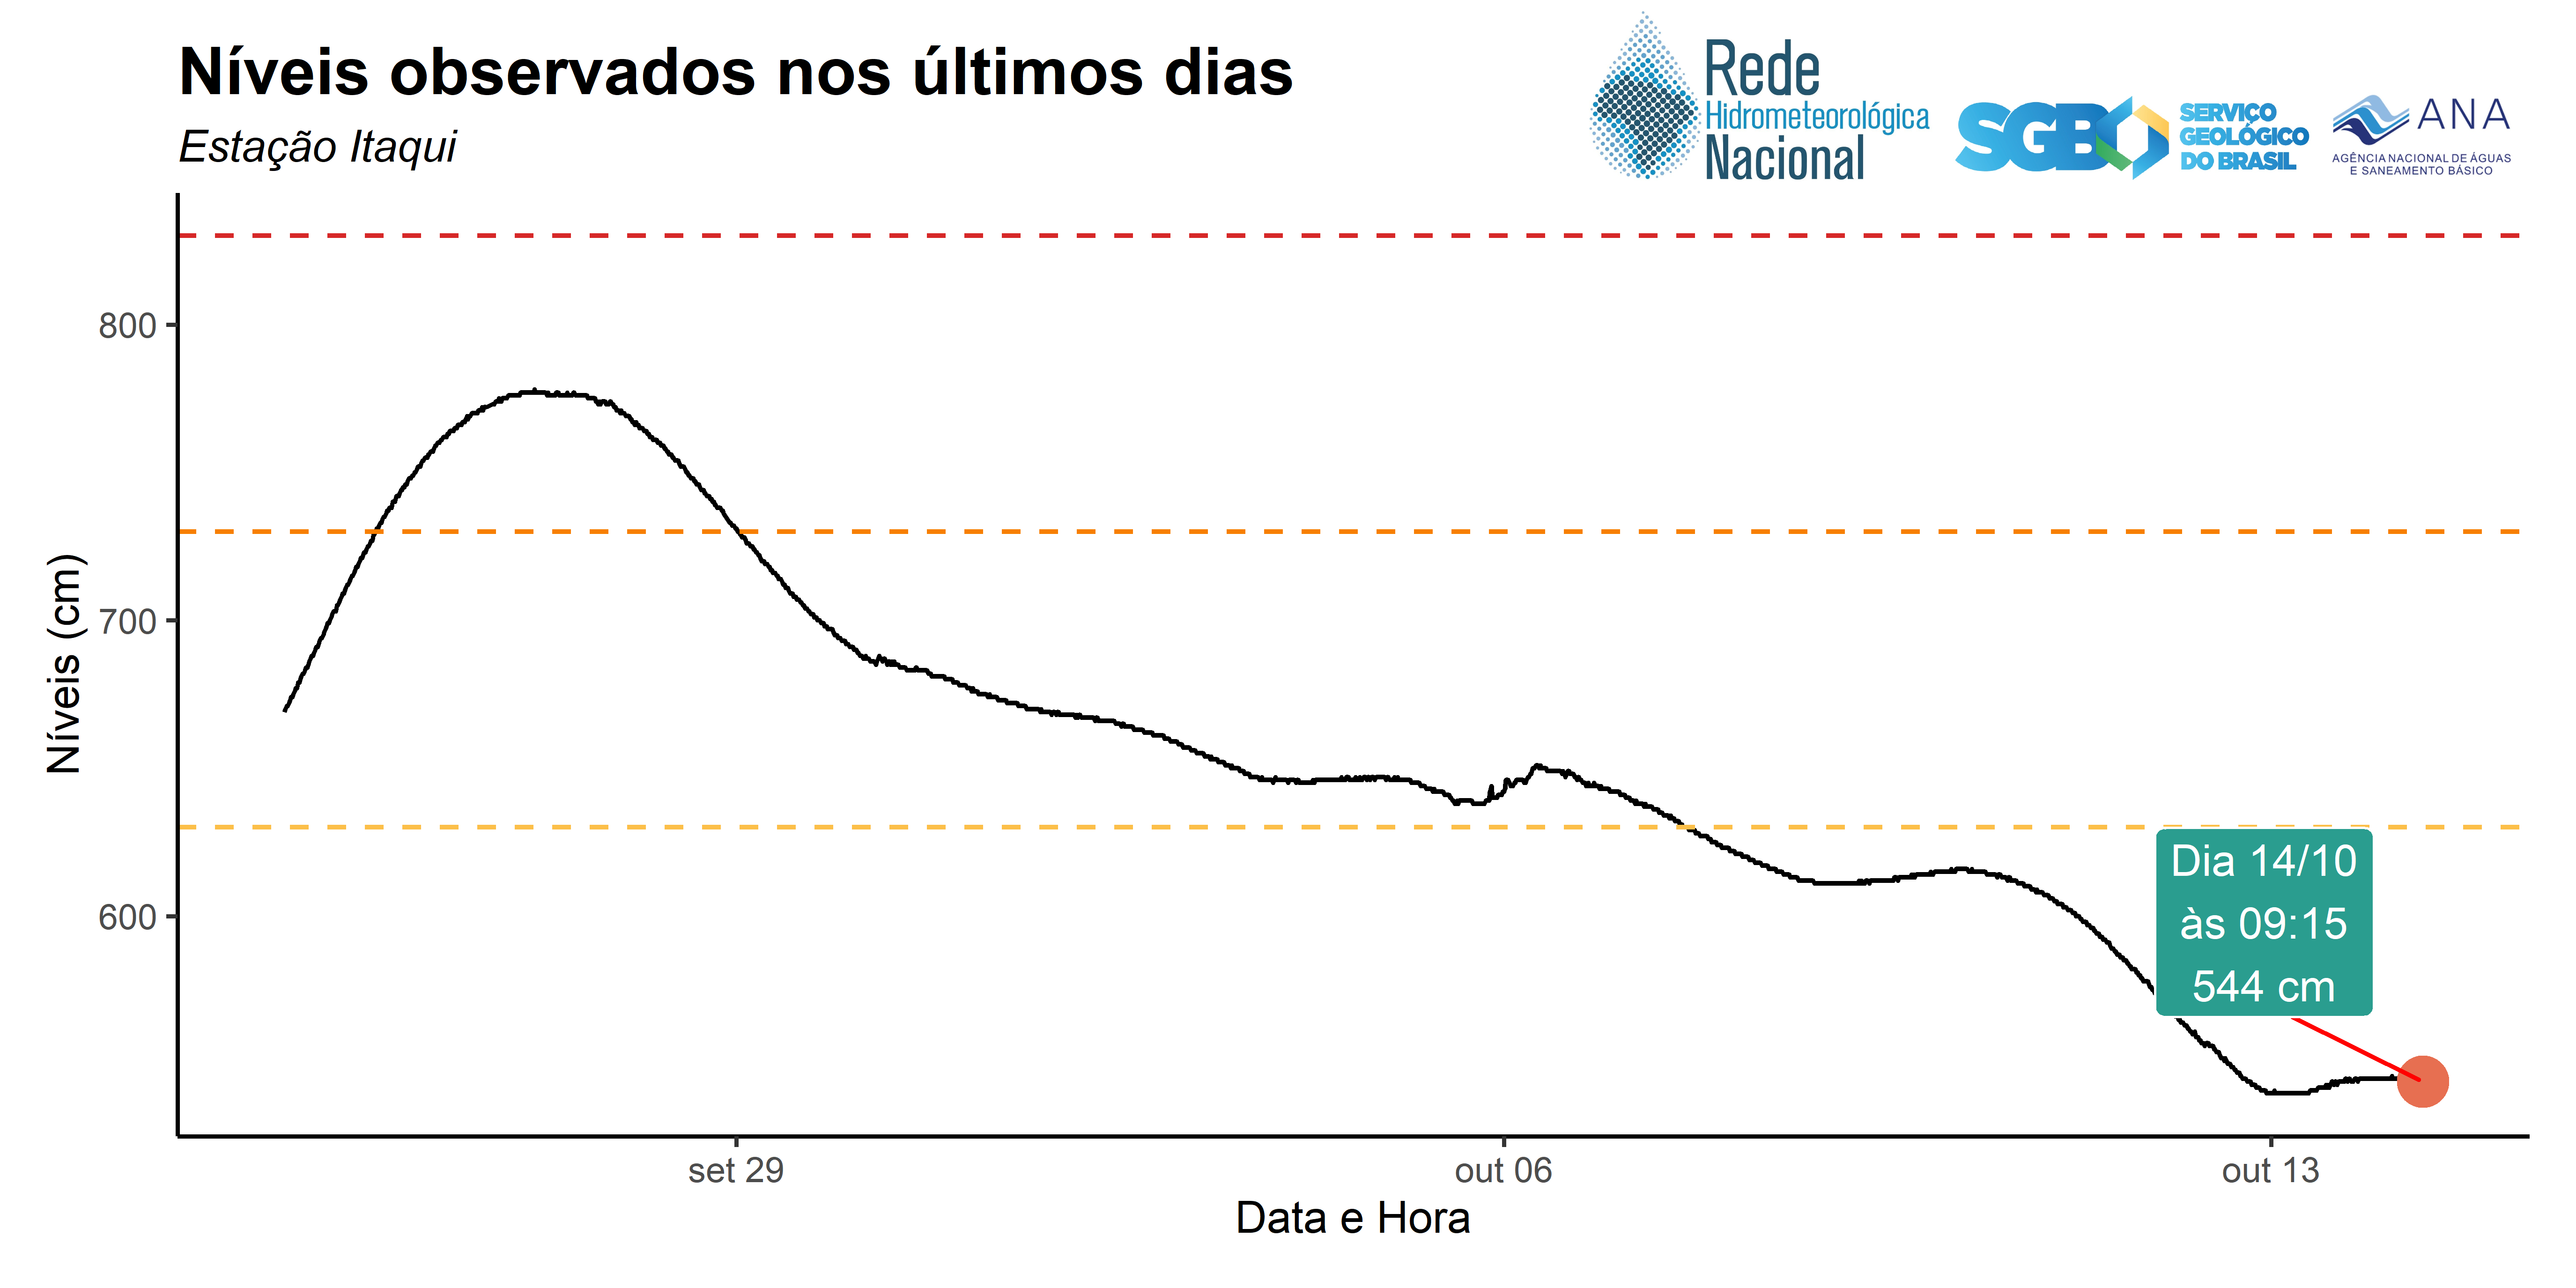 Níveis observados nos últimos dias
Estação Itaqui
Rede
Hidrometeorológica
Nacional
SGB
SERVIÇO
GEOLÓGICO
DO BRASIL
ANA
AGÊNCIA NACIONAL DE ÁGUAS
E SANEAMENTO BÁSICO
Níveis (cm)
800
700
600
Dia 14/10
às 09:15
544 cm
set 29
out 06
out 13
Data e Hora